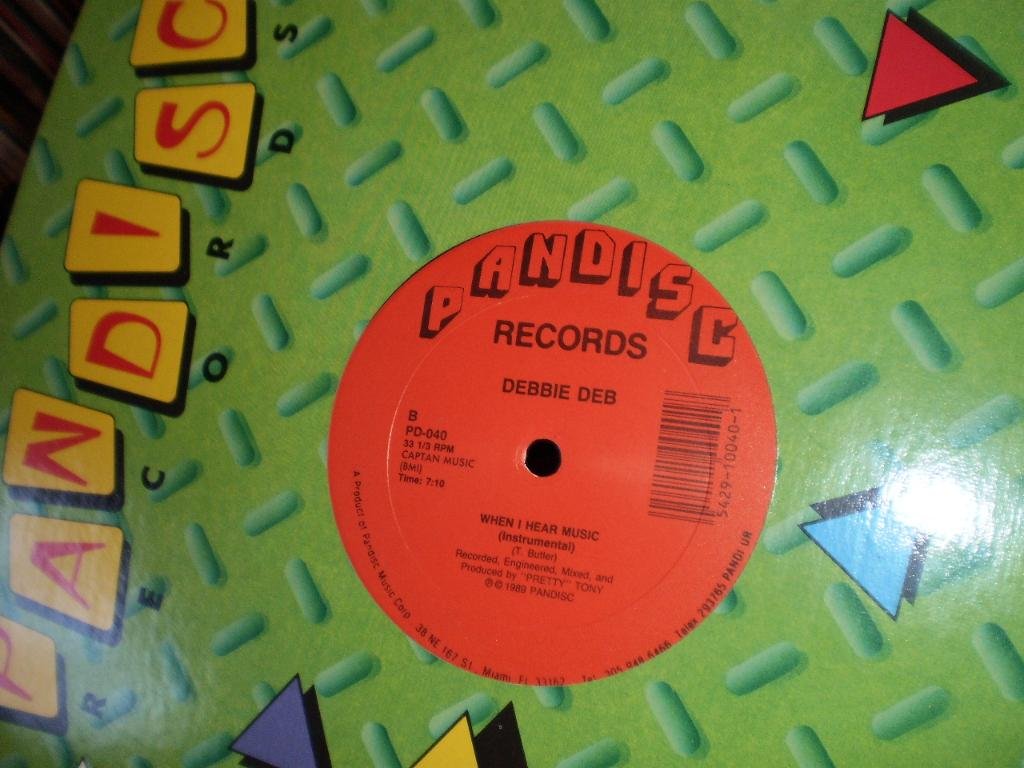 PANDISC
RECORDS
PANDISC
RECORDS
DEBBIE DEB
B
PD-040
33 1/3 RPM
CAPTAN MUSIC
(BMI)
Time: 7:10
5429-10040-1
WHEN I HEAR MUSIC
(Instrumental)
(T. Butler)
Recorded, Engineered, Mixed, and
Produced by "PRETTY" TONY
℗ © 1989 PANDISC
A Product of Pandisc Music Corp. 38 NE 167 St. Miami, FL 33162 Tel. 305 948 6466 Telex 293765 PANDI UR